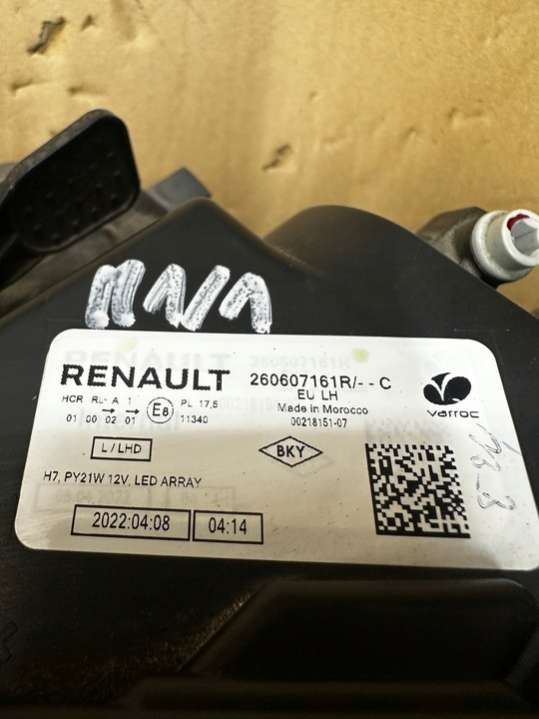 RENAULT 260607161R/--C
EU LH
Made in Morocco
00218151-07
varroc
HCR RL- A 1 E8 PL 17,5
01 00 02 01 11340
L/LHD
BKY
H7, PY21W 12V, LED ARRAY
2022:04:08 04:14